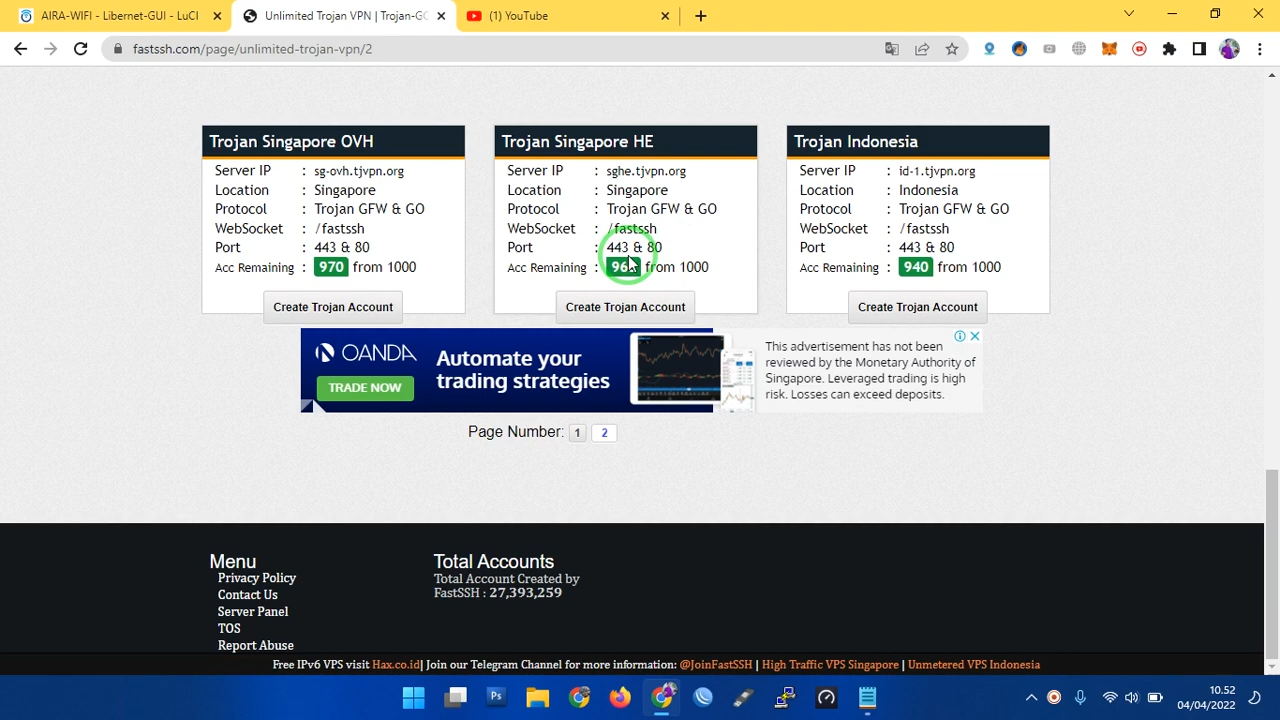 AIRA-WIFI - Libernet-GUI - LuCI
Unlimited Trojan VPN | Trojan-GO
(1) YouTube
fastssh.com/page/unlimited-trojan-vpn/2
Trojan Singapore OVH
Server IP : sg-ovh.tjvpn.org
Location : Singapore
Protocol : Trojan GFW & GO
WebSocket : /fastssh
Port : 443 & 80
Acc Remaining : 970 from 1000
Create Trojan Account
Trojan Singapore HE
Server IP : sghe.tjvpn.org
Location : Singapore
Protocol : Trojan GFW & GO
WebSocket : /fastssh
Port : 443 & 80
Acc Remaining : from 1000
Create Trojan Account
Trojan Indonesia
Server IP : id-1.tjvpn.org
Location : Indonesia
Protocol : Trojan GFW & GO
WebSocket : /fastssh
Port : 443 & 80
Acc Remaining : 940 from 1000
Create Trojan Account
OANDA
TRADE NOW
Automate your
trading strategies
This advertisement has not been
reviewed by the Monetary Authority of
Singapore. Leveraged trading is high
risk. Losses can exceed deposits.
Page Number: 1 2
Menu
Privacy Policy
Contact Us
Server Panel
TOS
Report Abuse
Total Accounts
Total Account Created by
FastSSH : 27,393,259
Free IPv6 VPS visit Hax.co.id| Join our Telegram Channel for more information: @JoinFastSSH | High Traffic VPS Singapore | Unmetered VPS Indonesia
Ps
10.52
04/04/2022